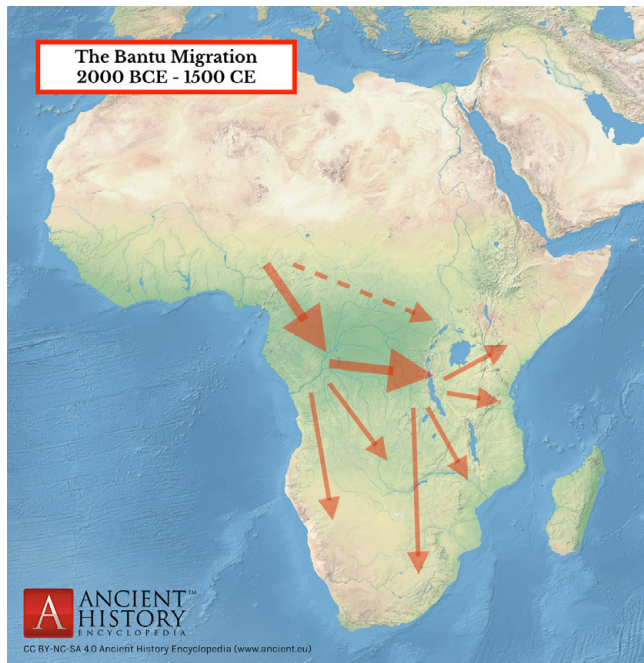 The Bantu Migration
2000 BCE - 1500 CE
A
ANCIENT™
HISTORY
ENCYCLOPEDIA
CC BY-NC-SA 4.0 Ancient History Encyclopedia (www.ancient.eu)